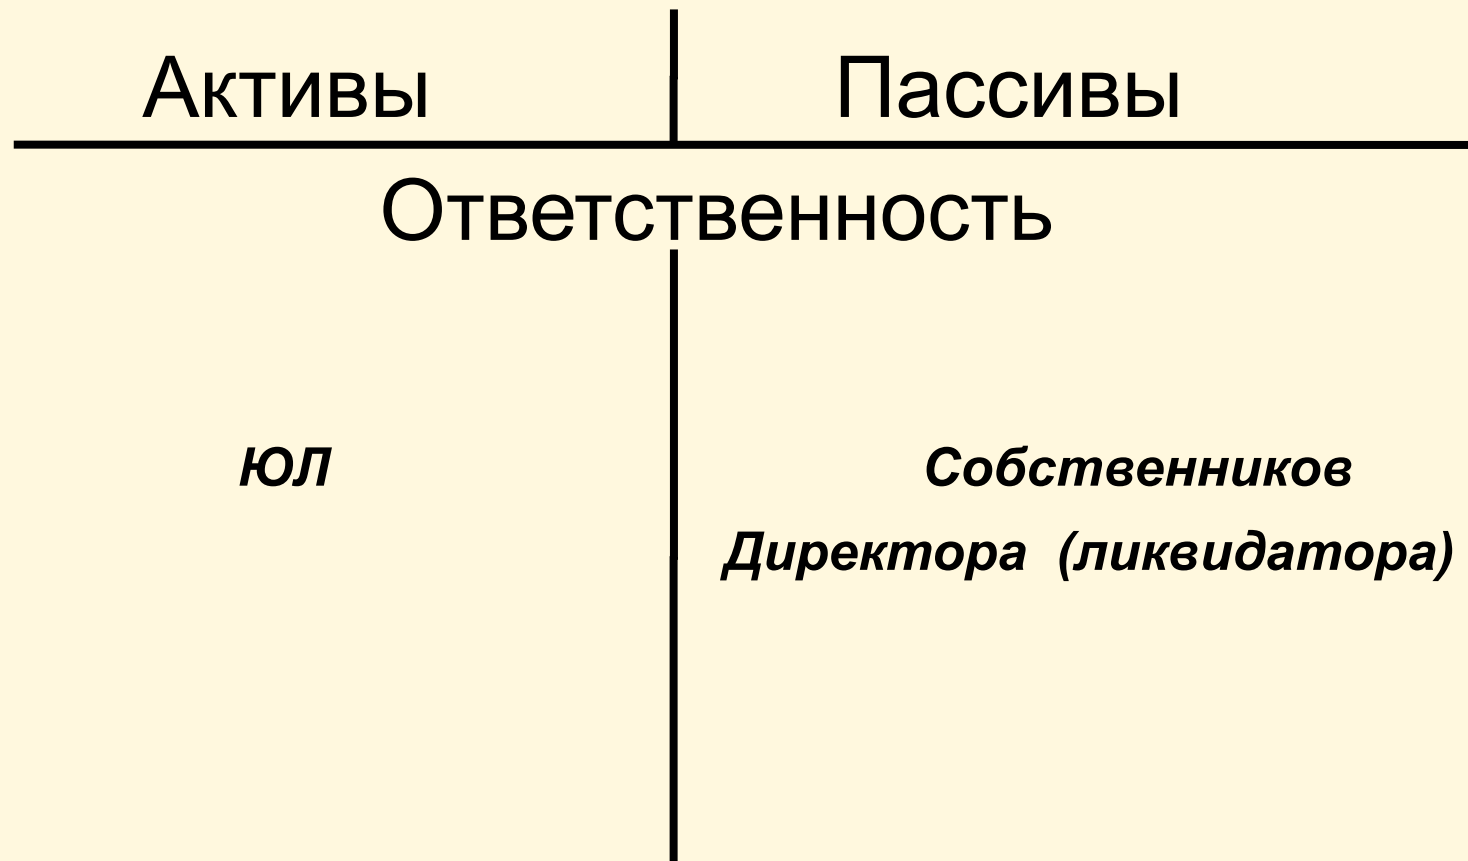 Активы Пассивы
Ответственность
ЮЛ Собственников
Директора (ликвидатора)